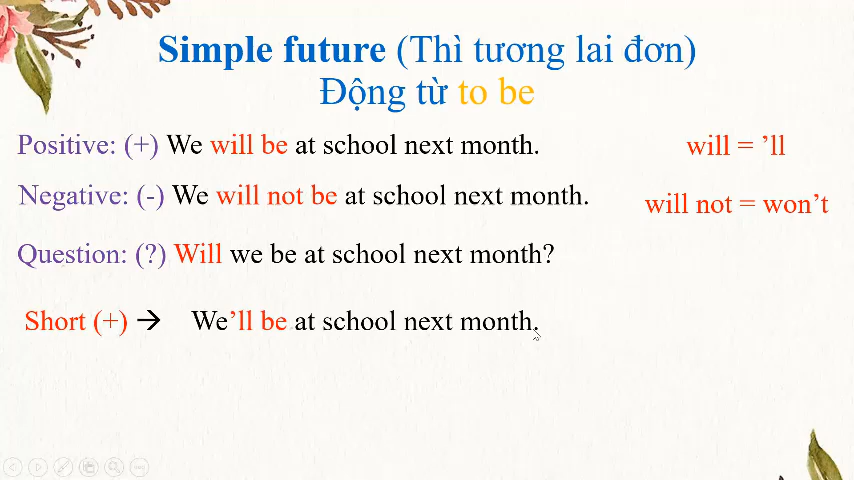 Simple future (Thì tương lai đơn)
Động từ to be
Positive: (+) We will be at school next month.
will = ’ll
Negative: (-) We will not be at school next month.
will not = won’t
Question: (?) Will we be at school next month?
Short (+) → We’ll be at school next month.